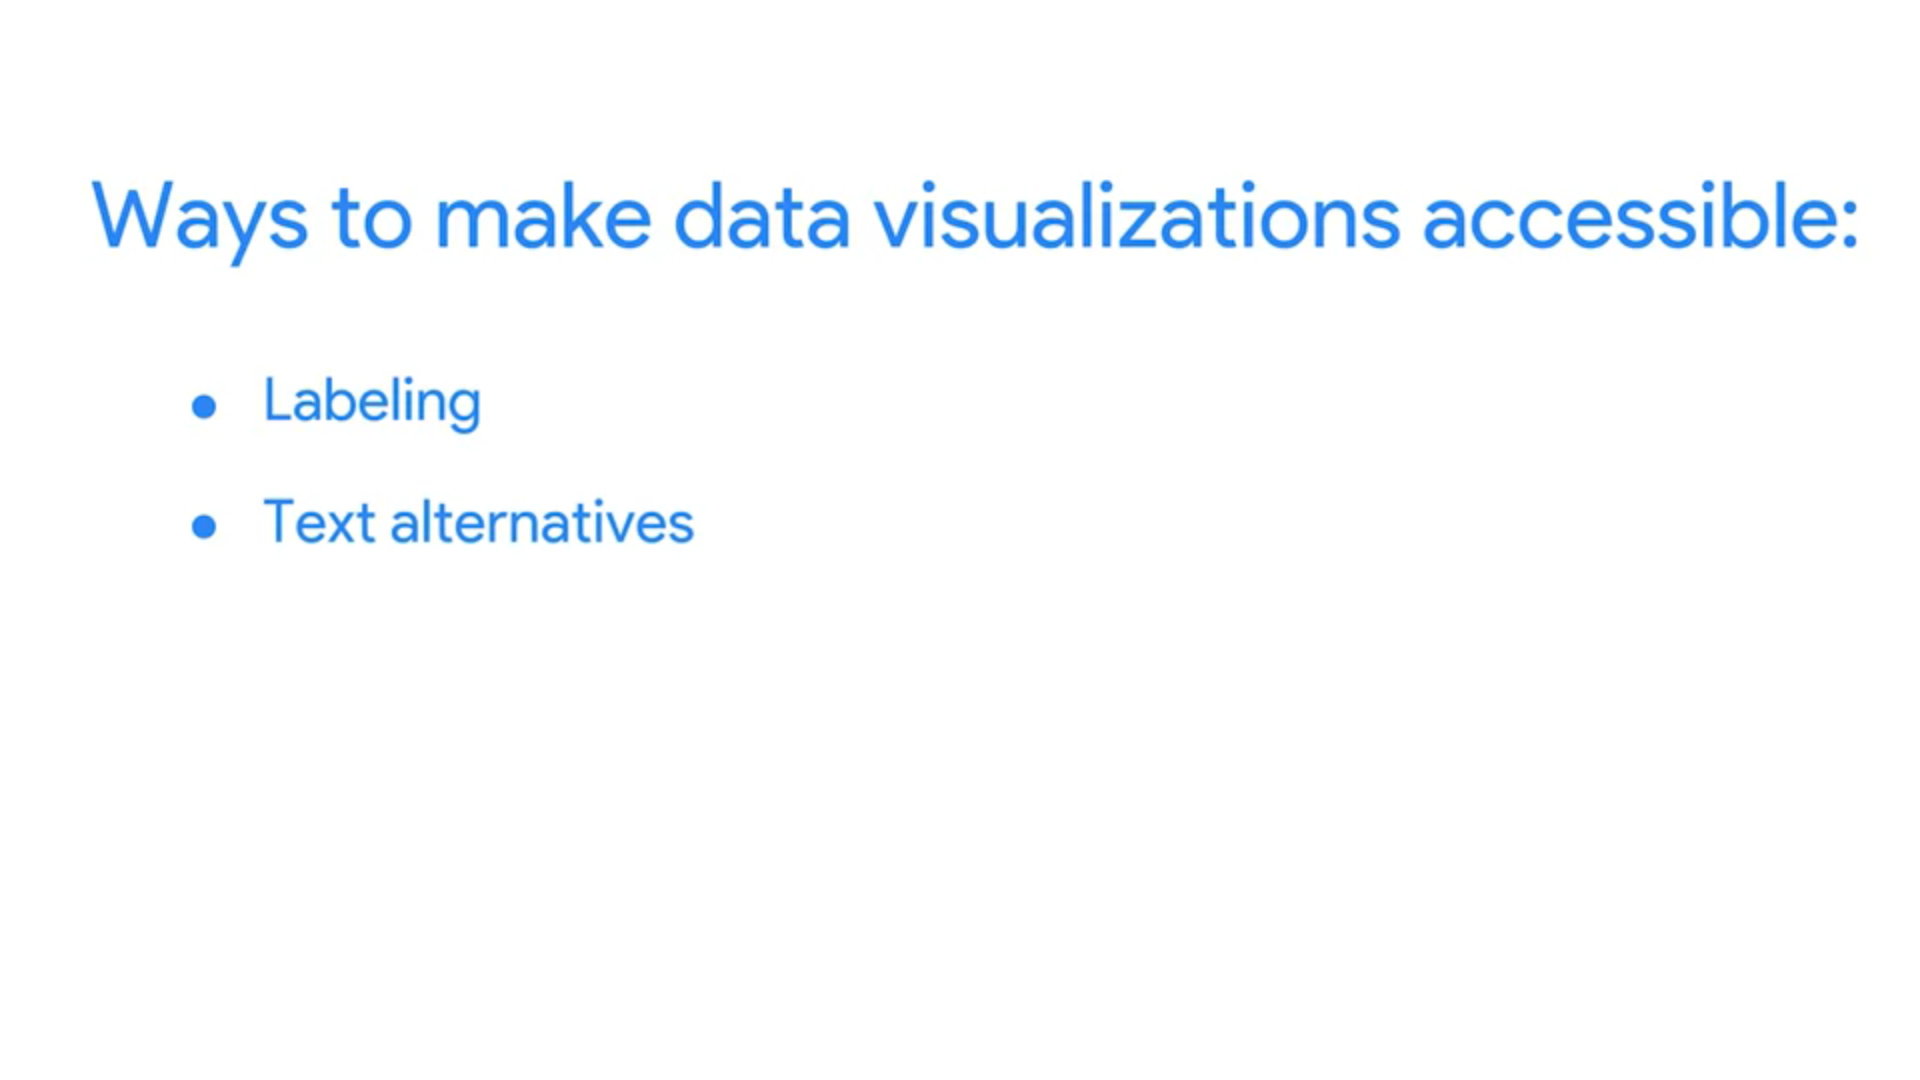 Ways to make data visualizations accessible:
● Labeling
● Text alternatives